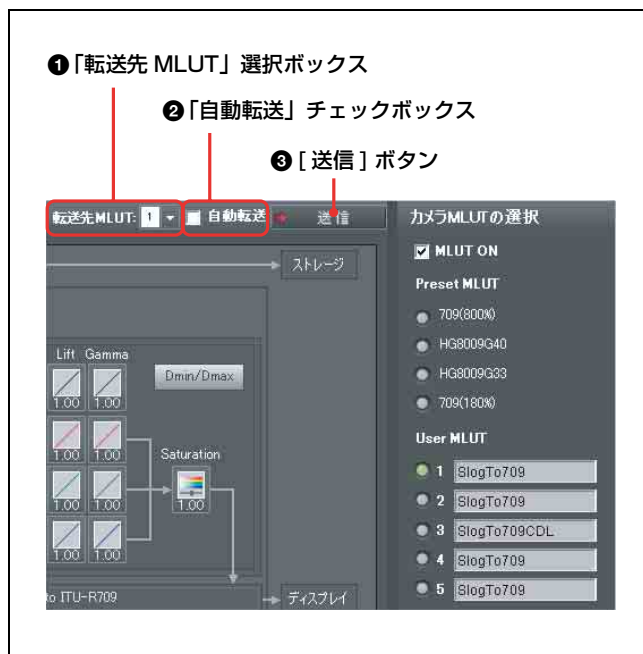 ❶「転送先 MLUT」選択ボックス
❷「自動転送」チェックボックス
❸ [ 送信 ] ボタン
転送先MLUT: 1 自動転送 送信
カメラMLUTの選択
MLUT ON
ストレージ
Preset MLUT
709(800%)
Lift Gamma
HG8009G40
Dmin/Dmax
HG8009G33
1.00 1.00
709(180%)
User MLUT
1.00 1.00
Saturation
1 SlogTo709
2 SlogTo709
1.00 1.00
1.00
3 SlogTo709CDL
4 SlogTo709
1.00 1.00
5 SlogTo709
to ITU-R709
ディスプレイ